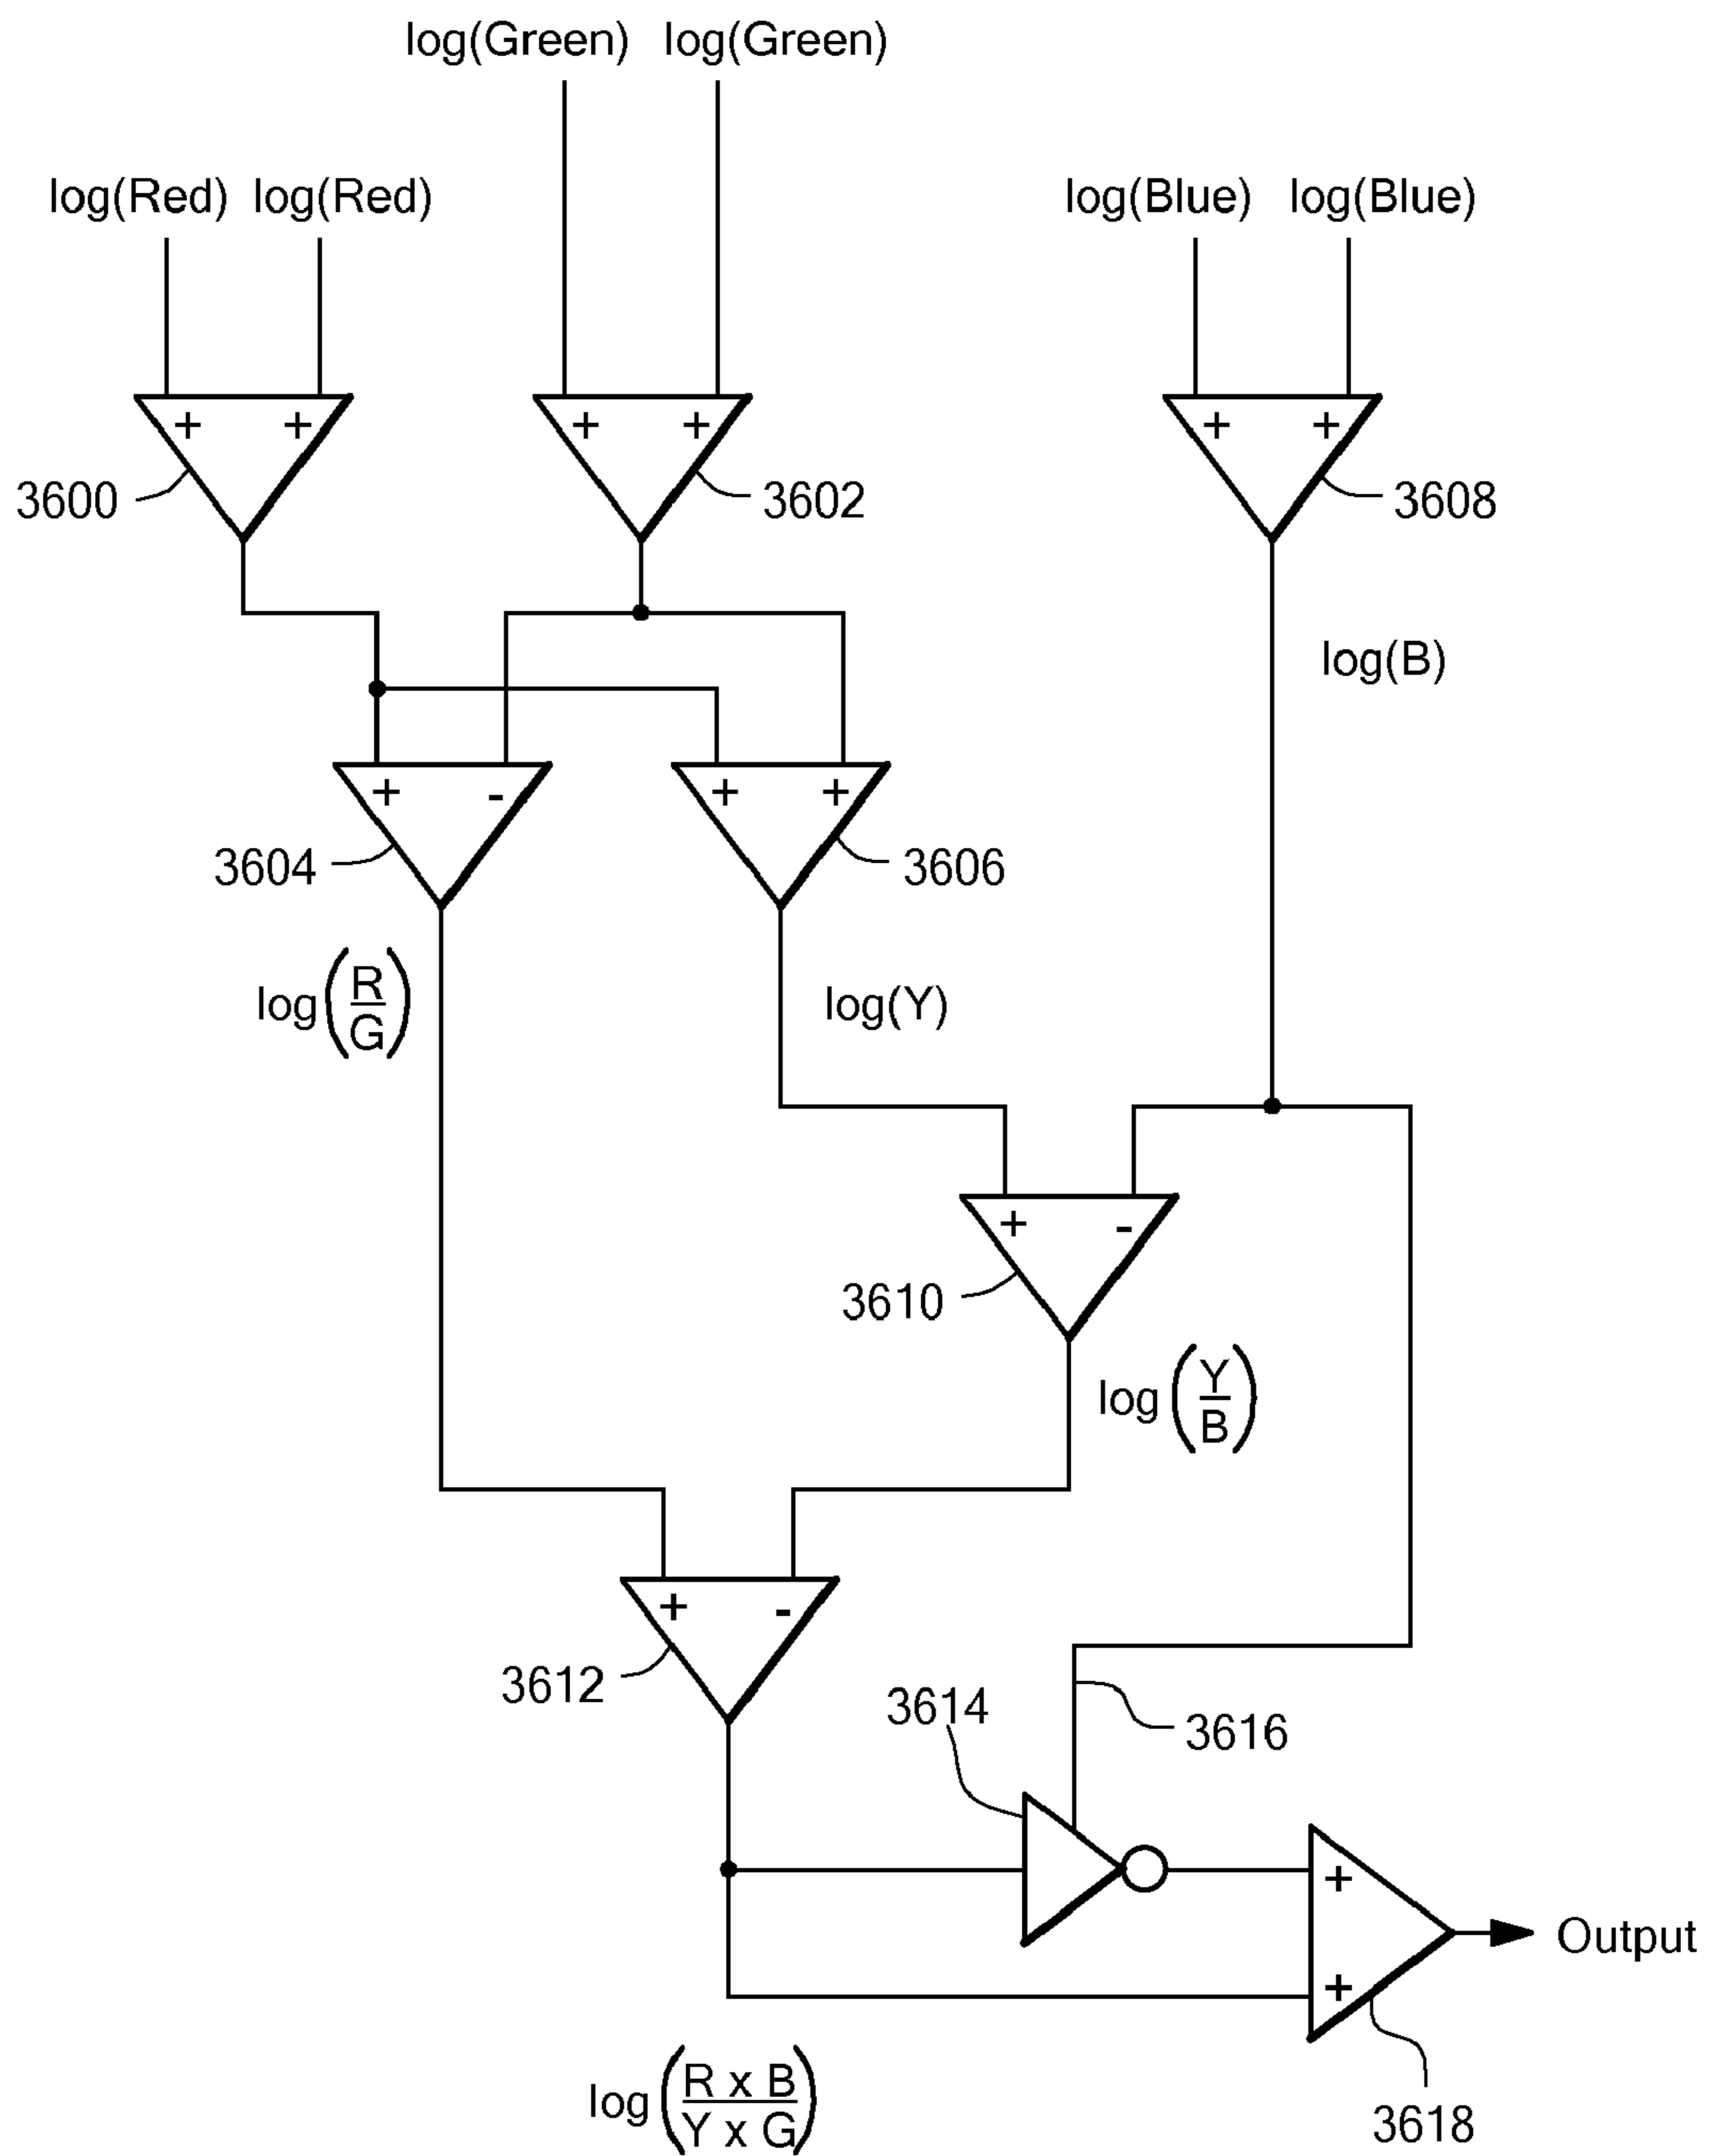 log(Green) log(Green)
log(Red) log(Red) log(Blue) log(Blue)
+ + + + + +
3600 3602 3608
log(B)
+ - + +
3604 3606
log(R/G) log(Y)
+ -
3610
log(Y/B)
+ -
3612 3614 3616
+
Output
+
log(R x B/Y x G)
3618